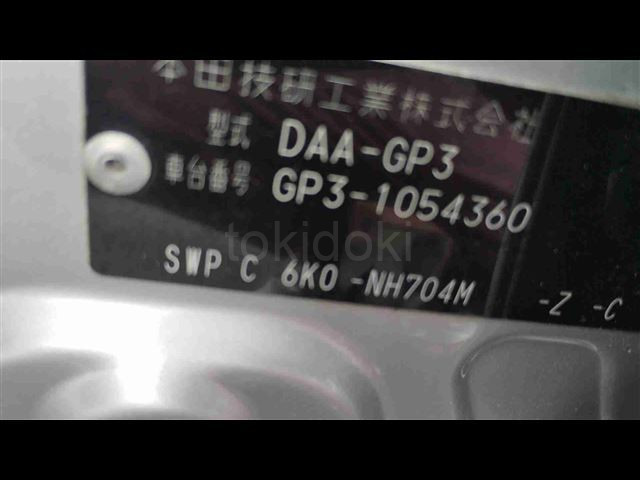 本田技研工業株式会社
型式 DAA-GP3
車台番号 GP3-1054360
tokidoki
SWP C 6K0 -NH704M -Z -C